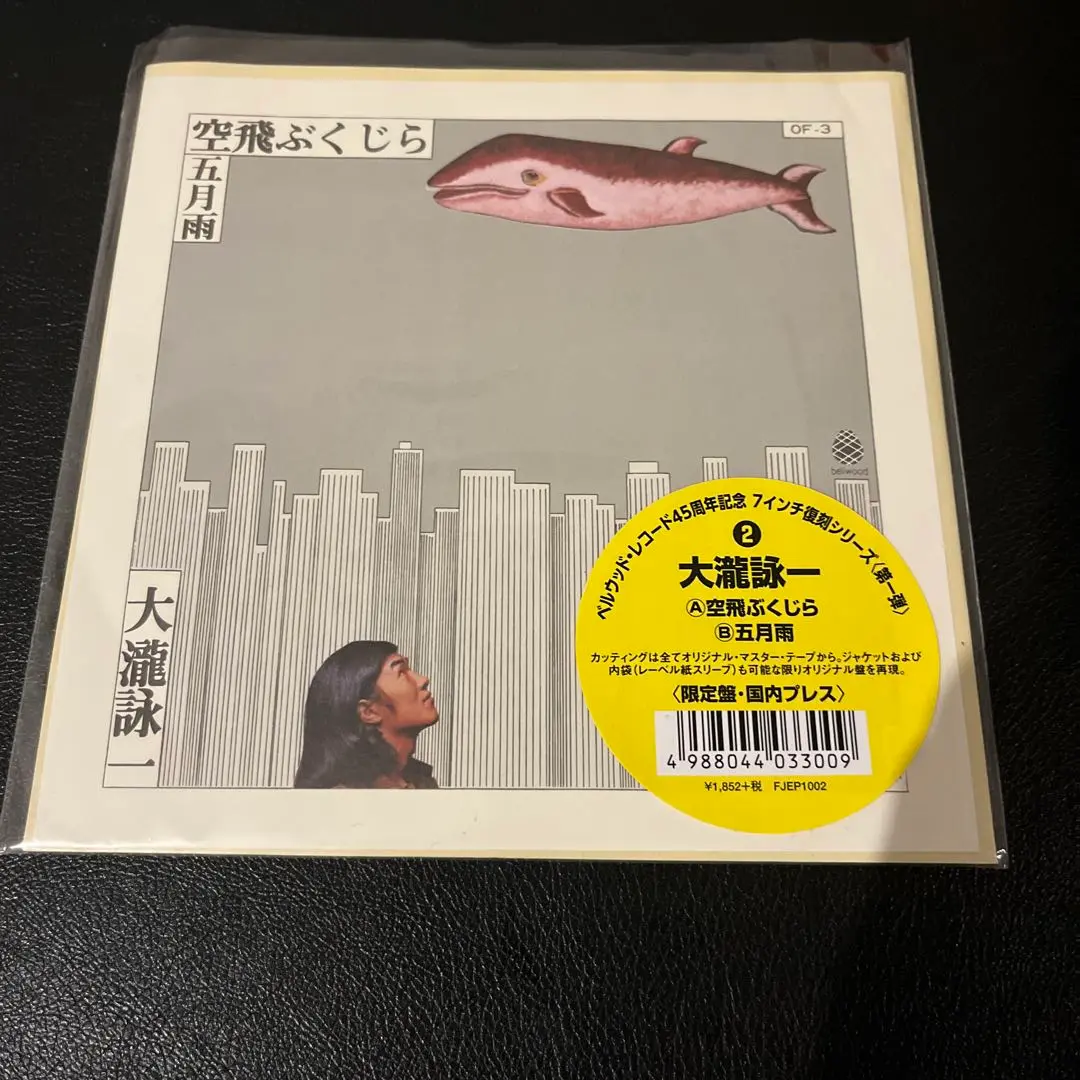 空飛ぶくじら
五月雨
OF-3
bellwood
大瀧詠一
ベルウッド・レコード45周年記念 7インチ復刻シリーズ〈第一弾〉
2
大瀧詠一
Ⓐ空飛ぶくじら
Ⓑ五月雨
カッティングは全てオリジナル・マスター・テープから。ジャケットおよび
内袋(レーベル紙スリーブ)も可能な限りオリジナル盤を再現。
〈限定盤・国内プレス〉
4 988044 033009
¥1,852+税 FJEP1002